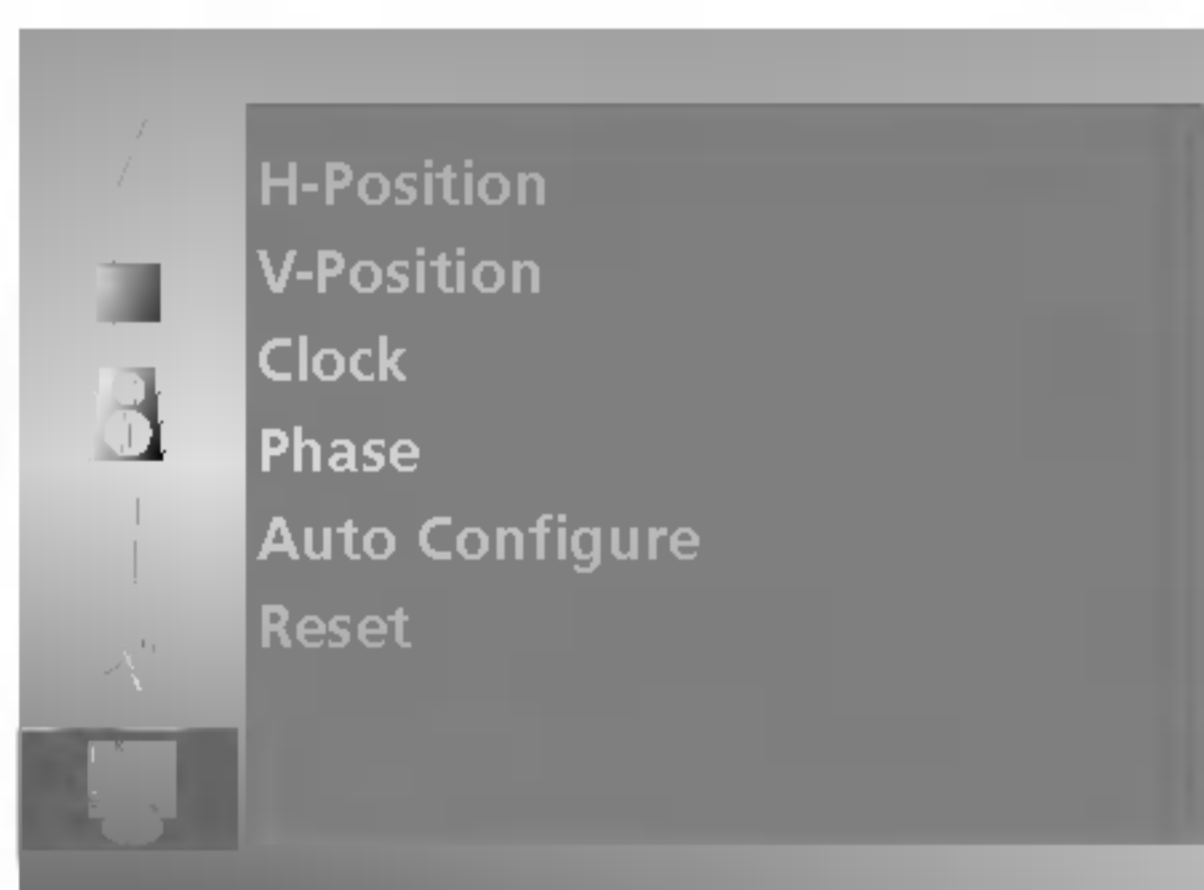 H-Position
V-Position
Clock
Phase
Auto Configure
Reset